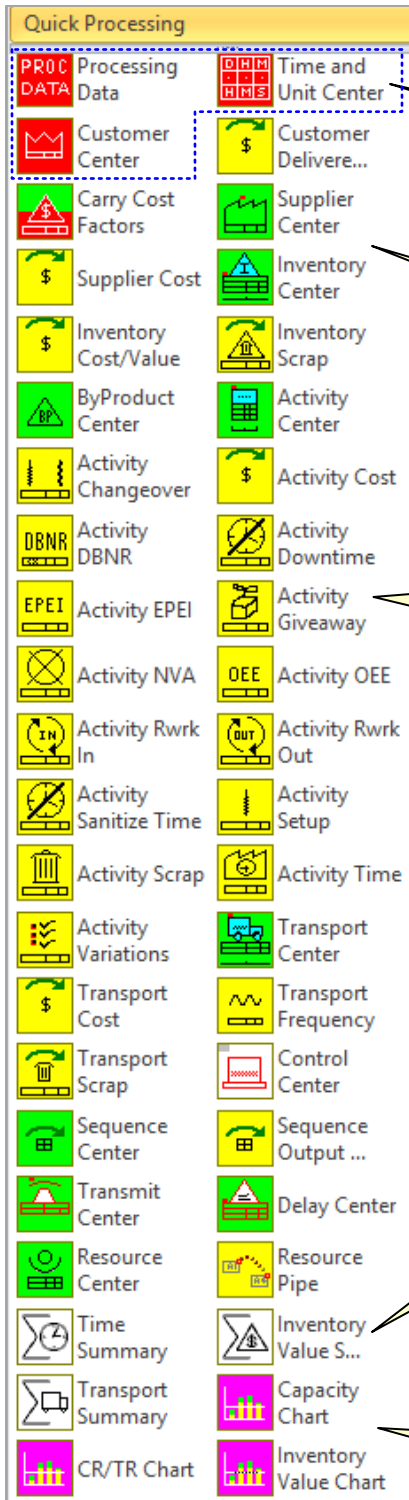 Quick Processing
PROC
DATA
Processing
Data
DHM
HMS
Time and
Unit Center
Customer
Center
$
Customer
Delivere...
$
Carry Cost
Factors
Supplier
Center
$
Supplier Cost
I
Inventory
Center
$
Inventory
Cost/Value
Inventory
Scrap
BP
ByProduct
Center
Activity
Center
Activity
Changeover
$
Activity Cost
DBNR
Activity
DBNR
Activity
Downtime
EPEI
Activity EPEI
Activity
Giveaway
Activity NVA
OEE
Activity OEE
IN
Activity Rwrk
In
OUT
Activity Rwrk
Out
Activity
Sanitize Time
Activity
Setup
Activity Scrap
Activity Time
Activity
Variations
Transport
Center
$
Transport
Cost
Transport
Frequency
Transport
Scrap
Control
Center
Sequence
Center
Sequence
Output ...
Transmit
Center
Delay Center
Resource
Center
Resource
Pipe
Time
Summary
$
Inventory
Value S...
Transport
Summary
Capacity
Chart
CR/TR Chart
Inventory
Value Chart